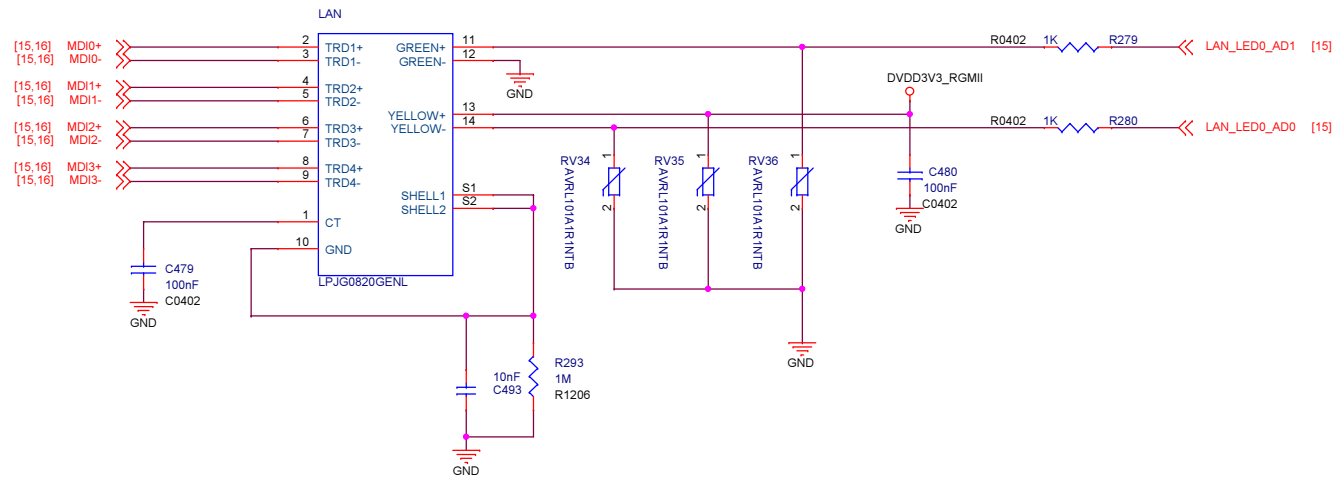 LAN
[15,16] MDI0+ 2 TRD1+ GREEN+ 11 R0402 1K R279 LAN_LED0_AD1 [15]
[15,16] MDI0- 3 TRD1- GREEN- 12
GND
DVDD3V3_RGMII
[15,16] MDI1+ 4 TRD2+
[15,16] MDI1- 5 TRD2-
YELLOW+ 13
[15,16] MDI2+ 6 TRD3+ YELLOW- 14 R0402 1K R280 LAN_LED0_AD0 [15]
[15,16] MDI2- 7 TRD3-
[15,16] MDI3+ 8 TRD4+
[15,16] MDI3- 9 TRD4-
RV34 1 2 AVRL101A1R1NTB
RV35 1 2 AVRL101A1R1NTB
RV36 1 2 AVRL101A1R1NTB
C480
100nF
C0402
GND
SHELL1 S1
SHELL2 S2
1 CT
10 GND
C479
100nF
C0402
GND
LPJG0820GENL
GND
10nF
C493
R293
1M
R1206
GND